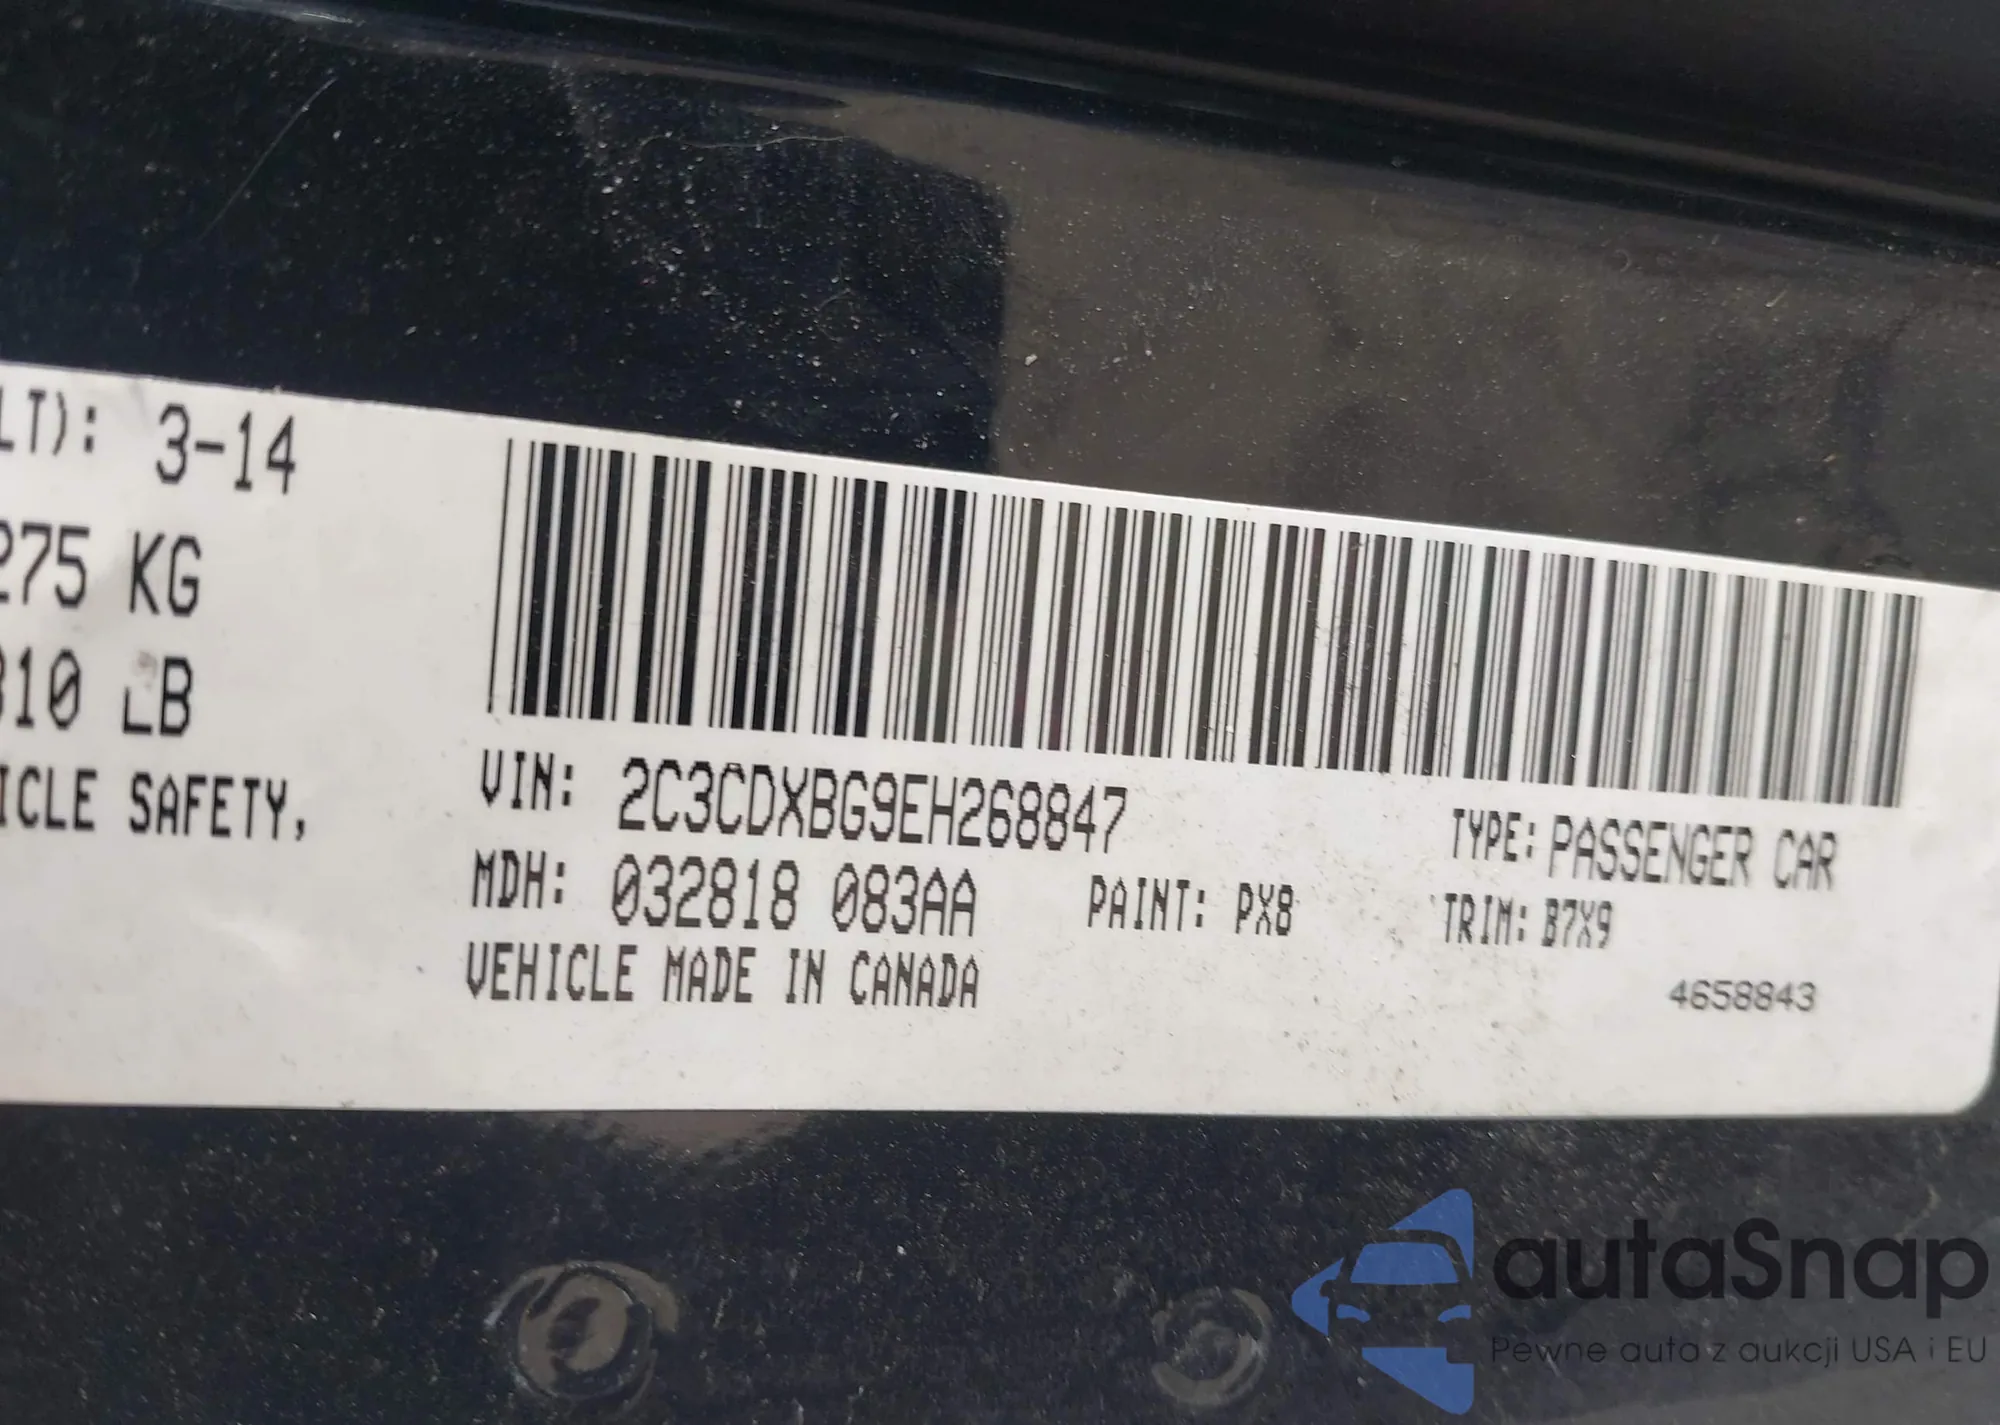 LT): 3-14
275 KG
310 LB
ICLE SAFETY,
VIN: 2C3CDXBG9EH268847
TYPE: PASSENGER CAR
MDH: 032818 083AA PAINT: PX8 TRIM: B7X9
VEHICLE MADE IN CANADA
4658843
autaSnap
Pewne auta z aukcji USA i EU